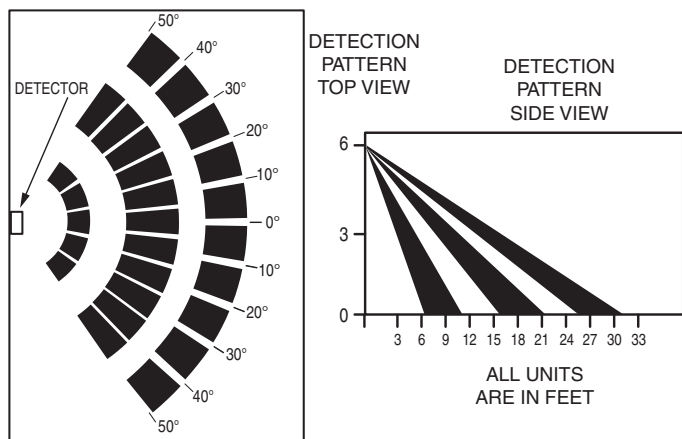 50°
40°
30°
20°
10°
0°
10°
20°
30°
40°
50°
DETECTOR
DETECTION
PATTERN
TOP VIEW
DETECTION
PATTERN
SIDE VIEW
6
3
0
3 6 9 12 15 18 21 24 27 30 33
ALL UNITS
ARE IN FEET